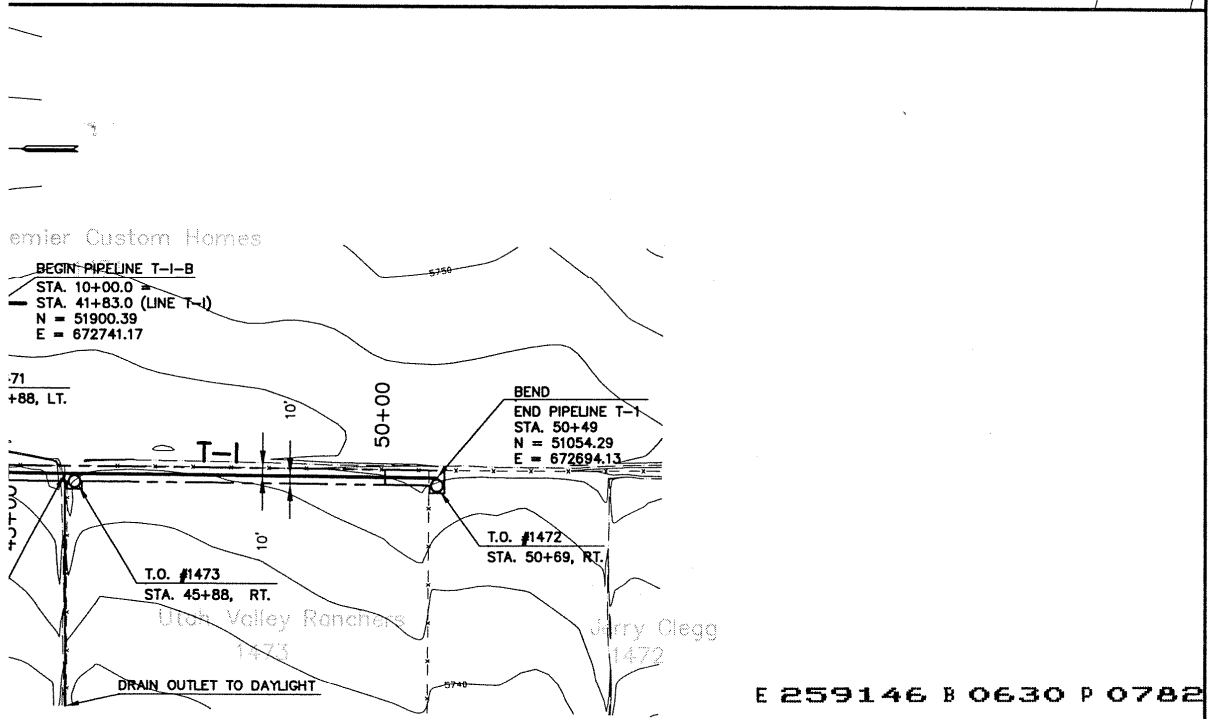 emier Custom Homes
BEGIN PIPELINE T-I-B
STA. 10+00.0 =
STA. 41+83.0 (LINE T-I)
N = 51900.39
E = 672741.17
5750
71
+88, LT.
10'
50+00
BEND
END PIPELINE T-1
STA. 50+49
N = 51054.29
E = 672694.13
T-I
10'
T.O. #1472
STA. 50+69, RT.
T.O. #1473
STA. 45+88, RT.
Utah Valley Ranchers
1473
Jerry Clegg
1472
DRAIN OUTLET TO DAYLIGHT
5740
E 259146 B 0630 P 0782